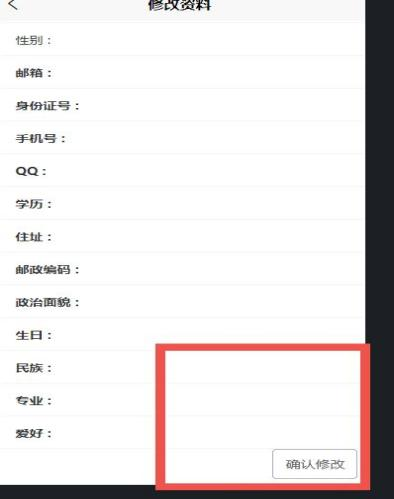 修改资料
性别：
邮箱：
身份证号：
手机号：
QQ：
学历：
住址：
邮政编码：
政治面貌：
生日：
民族：
专业：
爱好：
确认修改